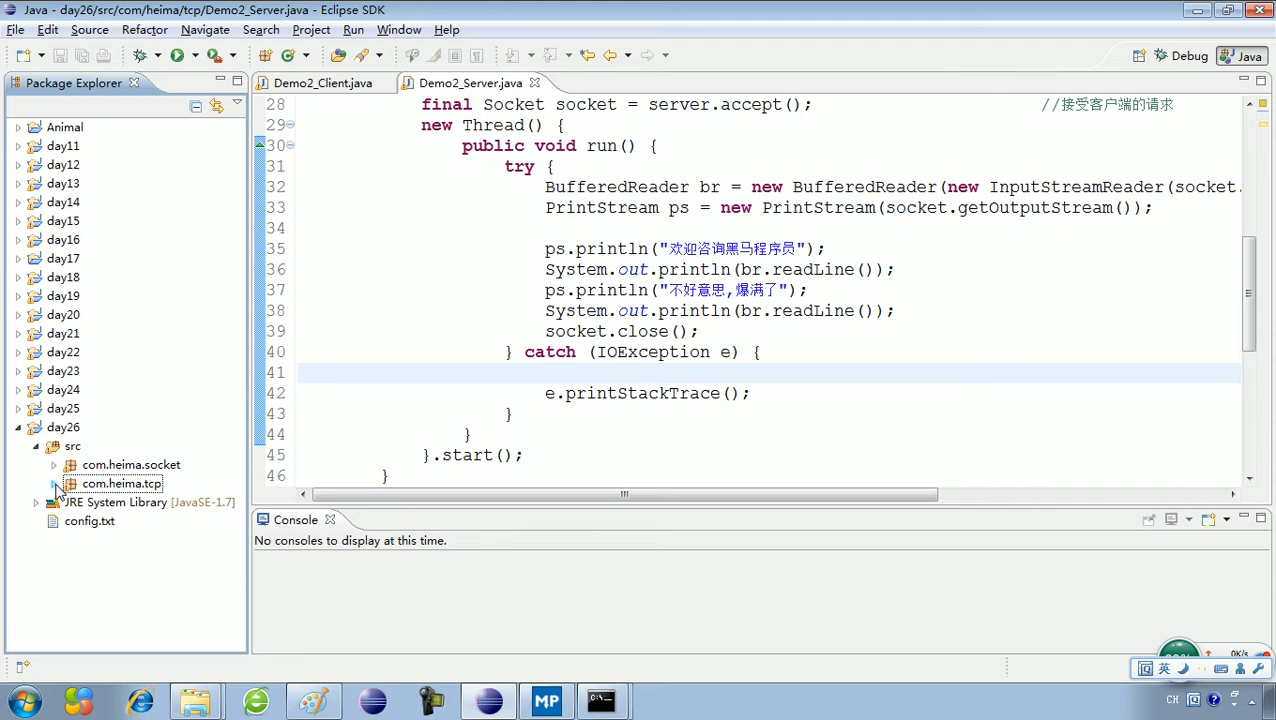 Java - day26/src/com/heima/tcp/Demo2_Server.java - Eclipse SDK
File Edit Source Refactor Navigate Search Project Run Window Help
Debug Java
Package Explorer
Demo2_Client.java
Demo2_Server.java
Animal
day11
day12
day13
day14
day15
day16
day17
day18
day19
day20
day21
day22
day23
day24
day25
day26
src
com.heima.socket
com.heima.tcp
JRE System Library [JavaSE-1.7]
config.txt
28 final Socket socket = server.accept(); //接受客户端的请求
29 new Thread() {
30 public void run() {
31 try {
32 BufferedReader br = new BufferedReader(new InputStreamReader(socket.
33 PrintStream ps = new PrintStream(socket.getOutputStream());
34
35 ps.println("欢迎咨询黑马程序员");
36 System.out.println(br.readLine());
37 ps.println("不好意思,爆满了");
38 System.out.println(br.readLine());
39 socket.close();
40 } catch (IOException e) {
41
42 e.printStackTrace();
43 }
44 }
45 }.start();
46 }
Console
No consoles to display at this time.
0K/s
英
MP
CH